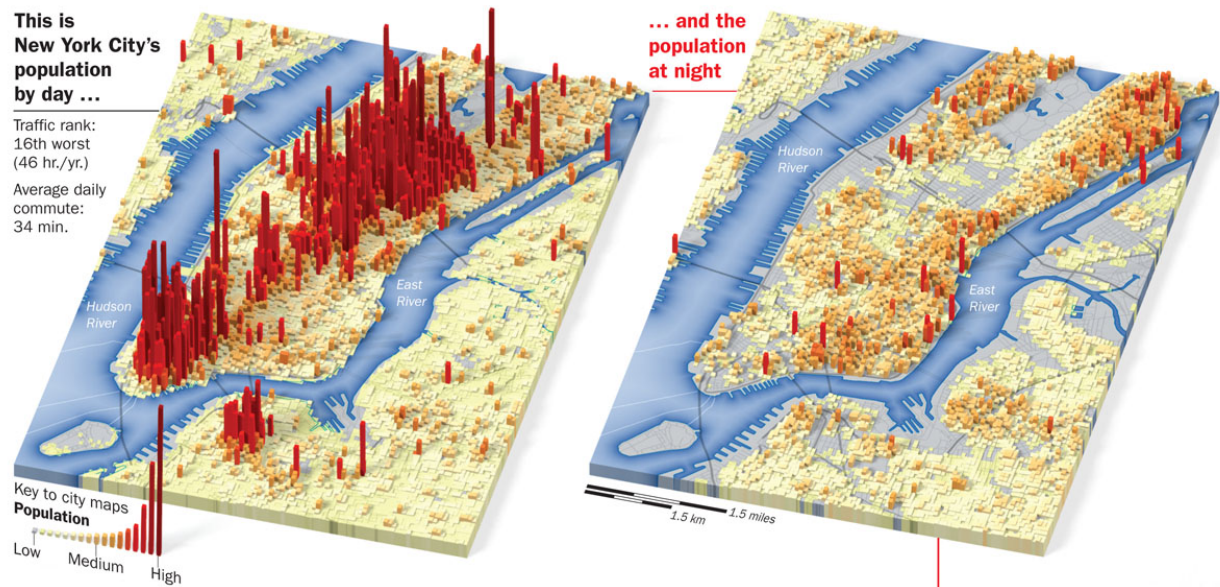 This is
New York City's
population
by day ...
Traffic rank:
16th worst
(46 hr./yr.)
Average daily
commute:
34 min.
Hudson
River
East
River
Key to city maps
Population
Low
Medium
High
... and the
population
at night
Hudson
River
East
River
1.5 km
1.5 miles